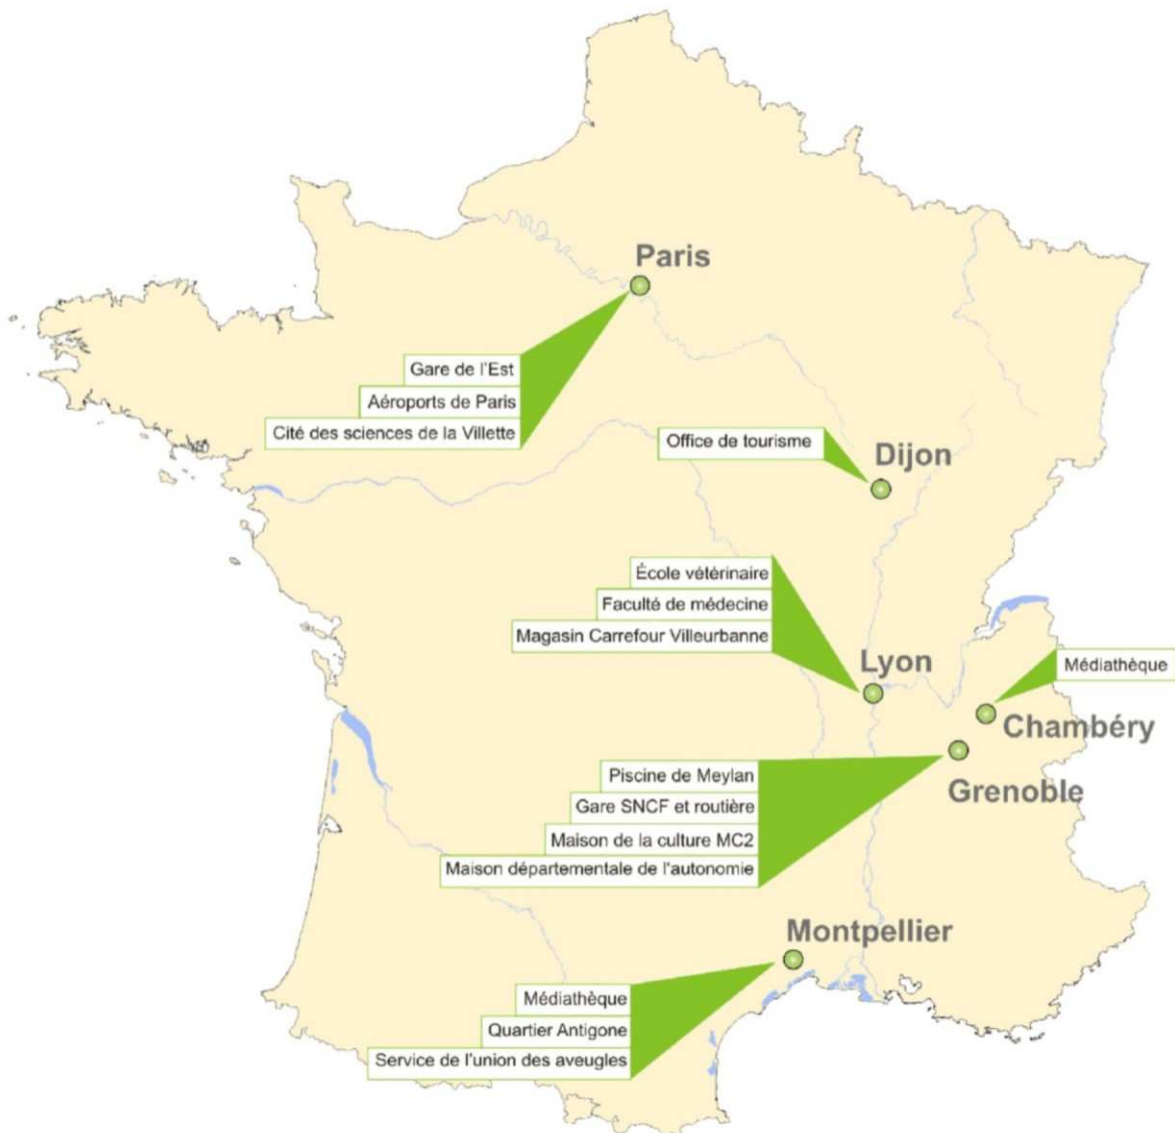 Paris
Gare de l'Est
Aéroports de Paris
Cité des sciences de la Villette
Office de tourisme
Dijon
École vétérinaire
Faculté de médecine
Magasin Carrefour Villeurbanne
Lyon
Médiathèque
Chambéry
Piscine de Meylan
Gare SNCF et routière
Maison de la culture MC2
Maison départementale de l'autonomie
Grenoble
Montpellier
Médiathèque
Quartier Antigone
Service de l'union des aveugles